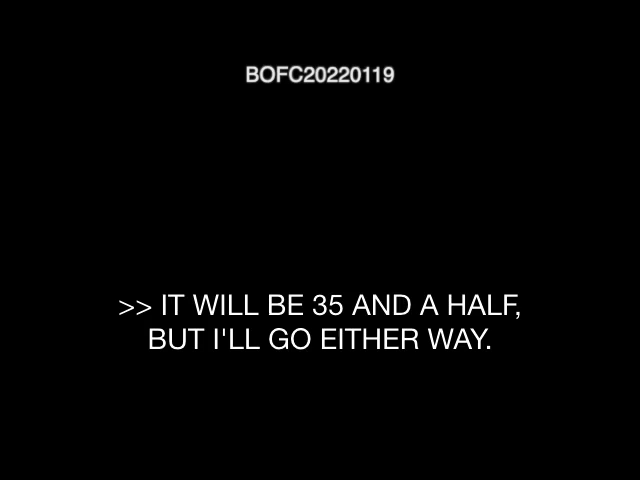 BOFC20220119
>> IT WILL BE 35 AND A HALF,
BUT I'LL GO EITHER WAY.